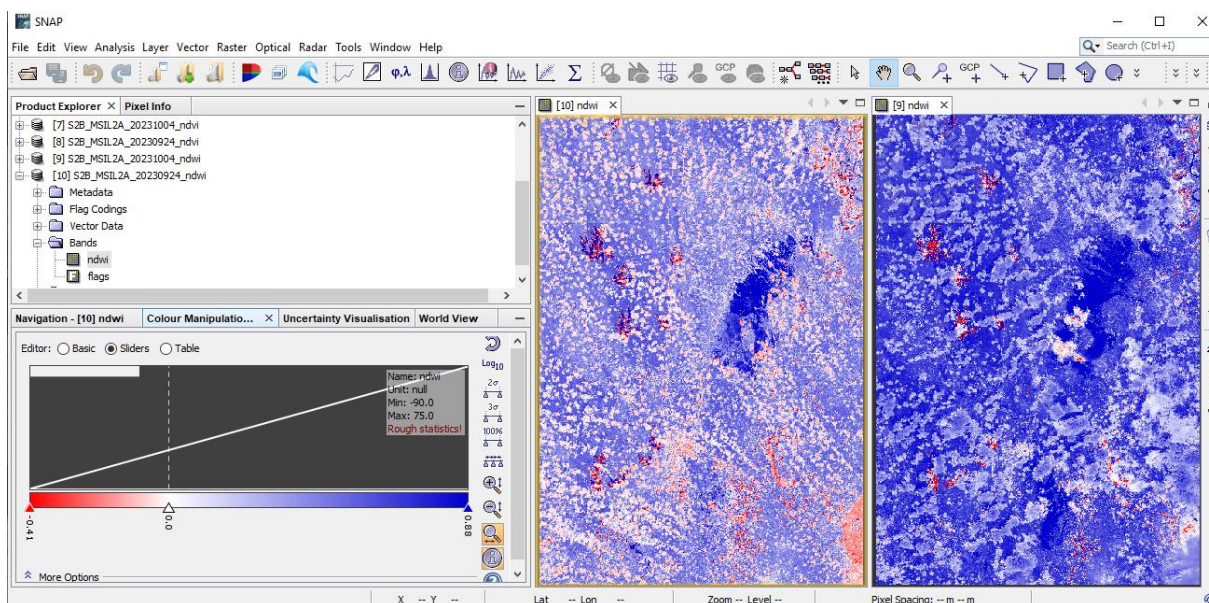 SNAP
File Edit View Analysis Layer Vector Raster Optical Radar Tools Window Help
Search (Ctrl+I)
φ,λ
GCP
GCP
Product Explorer
Pixel Info
[7] S2B_MSIL2A_20231004_ndvi
[8] S2B_MSIL2A_20230924_ndvi
[9] S2B_MSIL2A_20231004_ndwi
[10] S2B_MSIL2A_20230924_ndwi
Metadata
Flag Codings
Vector Data
Bands
ndwi
F flags
Navigation - [10] ndwi
Colour Manipulatio...
Uncertainty Visualisation
World View
Editor: Basic Sliders Table
Name: ndwi
Unit: null
Min: -90.0
Max: 75.0
Rough statistics!
-0.41
0.0
0.88
Log10
2σ
3σ
100%
More Options
[10] ndwi
[9] ndwi
X -- Y --
Lat -- Lon --
Zoom -- Level --
Pixel Spacing: -- m -- m